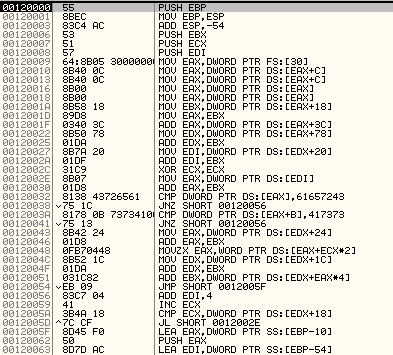 00120000 55 PUSH EBP
00120001 8BEC MOV EBP,ESP
00120003 83C4 AC ADD ESP,-54
00120006 53 PUSH EBX
00120007 51 PUSH ECX
00120008 57 PUSH EDI
00120009 64:8B05 30000000 MOV EAX,DWORD PTR FS:[30]
00120010 8B40 0C MOV EAX,DWORD PTR DS:[EAX+C]
00120013 8B40 0C MOV EAX,DWORD PTR DS:[EAX+C]
00120016 8B00 MOV EAX,DWORD PTR DS:[EAX]
00120018 8B00 MOV EAX,DWORD PTR DS:[EAX]
0012001A 8B58 18 MOV EBX,DWORD PTR DS:[EAX+18]
0012001D 89D8 MOV EAX,EBX
0012001F 0340 3C ADD EAX,DWORD PTR DS:[EAX+3C]
00120022 8B50 78 MOV EDX,DWORD PTR DS:[EAX+78]
00120025 01DA ADD EDX,EBX
00120027 8B7A 20 MOV EDI,DWORD PTR DS:[EDX+20]
0012002A 01DF ADD EDI,EBX
0012002C 31C9 XOR ECX,ECX
0012002E 8B07 MOV EAX,DWORD PTR DS:[EDI]
00120030 01D8 ADD EAX,EBX
00120032 8138 43726561 CMP DWORD PTR DS:[EAX],61657243
00120038 75 1C JNZ SHORT 00120056
0012003A 8178 0B 7373410 CMP DWORD PTR DS:[EAX+B],417373
00120041 75 13 JNZ SHORT 00120056
00120043 8B42 24 MOV EAX,DWORD PTR DS:[EDX+24]
00120046 01D8 ADD EAX,EBX
00120048 0FB70448 MOVZX EAX,WORD PTR DS:[EAX+ECX*2]
0012004C 8B52 1C MOV EDX,DWORD PTR DS:[EDX+1C]
0012004F 01DA ADD EDX,EBX
00120051 031C82 ADD EBX,DWORD PTR DS:[EDX+EAX*4]
00120054 EB 09 JMP SHORT 0012005F
00120056 83C7 04 ADD EDI,4
00120059 41 INC ECX
0012005A 3B4A 18 CMP ECX,DWORD PTR DS:[EDX+18]
0012005D 7C CF JL SHORT 0012002E
0012005F 8D45 F0 LEA EAX,DWORD PTR SS:[EBP-10]
00120062 50 PUSH EAX
00120063 8D7D AC LEA EDI,DWORD PTR SS:[EBP-54]